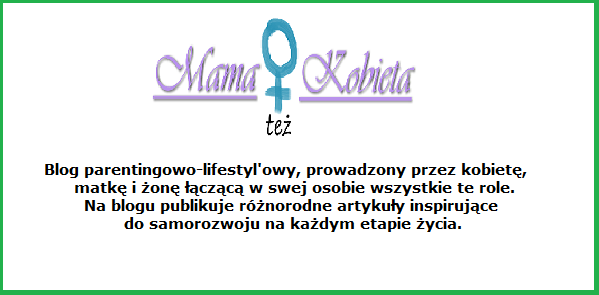 Mama Kobieta
też
Blog parentingowo-lifestyl'owy, prowadzony przez kobietę,
matkę i żonę łączącą w swej osobie wszystkie te role.
Na blogu publikuje różnorodne artykuły inspirujące
do samorozwoju na każdym etapie życia.